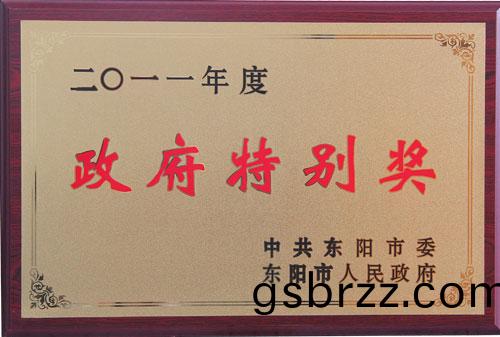 二〇一一年度
政府特别奖
中共东阳市委
东阳市人民政府
gsbrzz.com